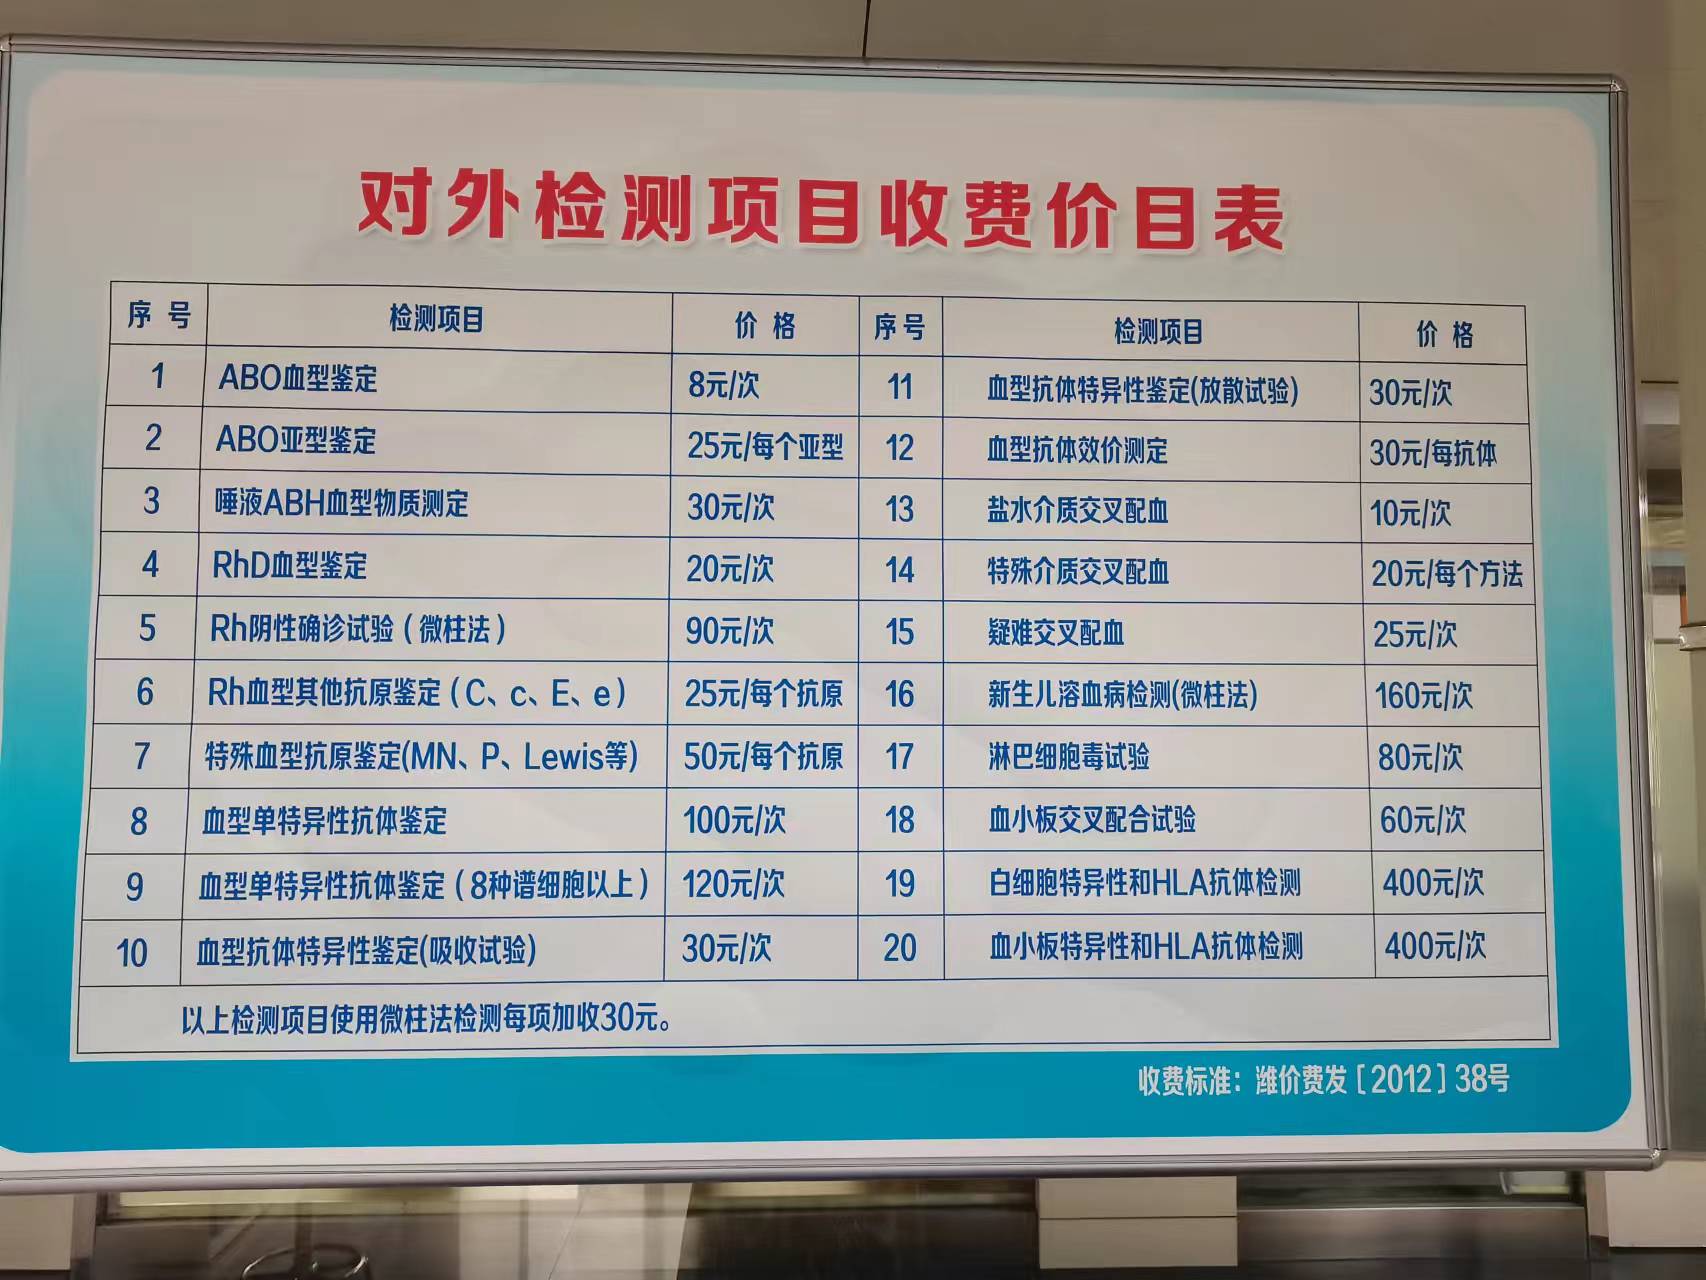 对外检测项目收费价目表
序号 检测项目 价格 序号 检测项目 价格
1 ABO血型鉴定 8元/次 11 血型抗体特异性鉴定(放散试验) 30元/次
2 ABO亚型鉴定 25元/每个亚型 12 血型抗体效价测定 30元/每抗体
3 唾液ABH血型物质测定 30元/次 13 盐水介质交叉配血 10元/次
4 RhD血型鉴定 20元/次 14 特殊介质交叉配血 20元/每个方法
5 Rh阴性确诊试验（微柱法） 90元/次 15 疑难交叉配血 25元/次
6 Rh血型其他抗原鉴定（C、c、E、e） 25元/每个抗原 16 新生儿溶血病检测(微柱法) 160元/次
7 特殊血型抗原鉴定(MN、P、Lewis等) 50元/每个抗原 17 淋巴细胞毒试验 80元/次
8 血型单特异性抗体鉴定 100元/次 18 血小板交叉配合试验 60元/次
9 血型单特异性抗体鉴定（8种谱细胞以上） 120元/次 19 白细胞特异性和HLA抗体检测 400元/次
10 血型抗体特异性鉴定(吸收试验) 30元/次 20 血小板特异性和HLA抗体检测 400元/次
以上检测项目使用微柱法检测每项加收30元。
收费标准：潍价费发［2012］38号